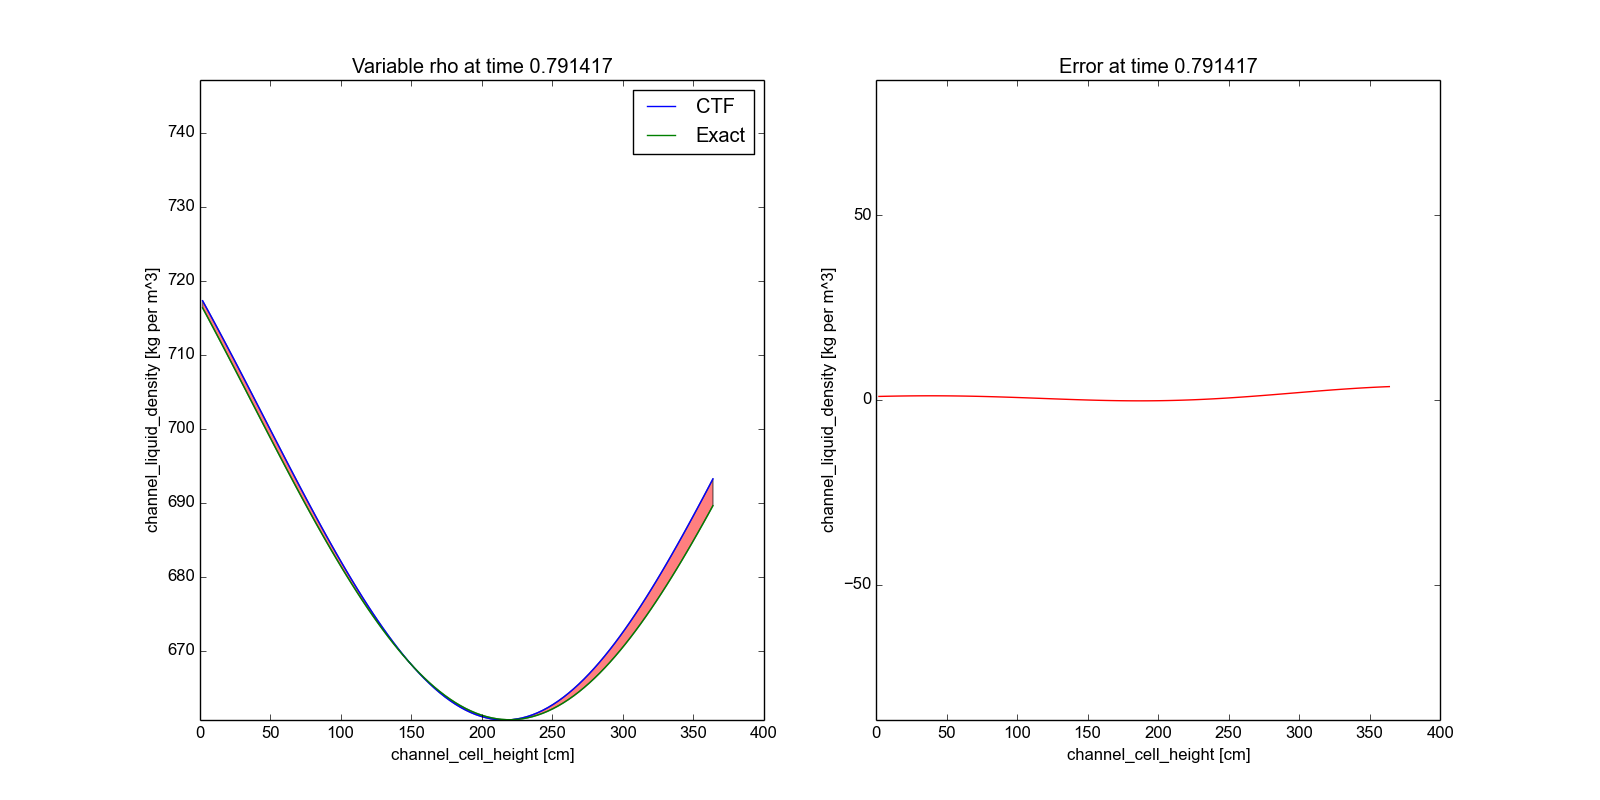 Variable rho at time 0.791417
CTF
Exact
740
730
720
710
700
690
680
670
channel_liquid_density [kg per m^3]
0 50 100 150 200 250 300 350 400
channel_cell_height [cm]
Error at time 0.791417
50
0
−50
channel_liquid_density [kg per m^3]
0 50 100 150 200 250 300 350 400
channel_cell_height [cm]